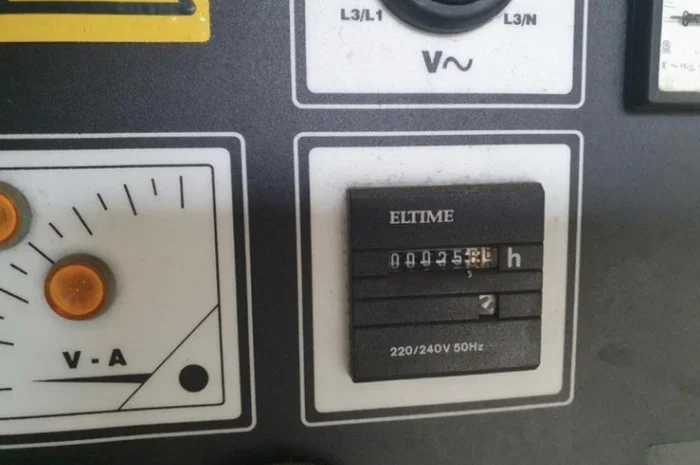 L3/L1
L3/N
V~
ELTIME
h
220/240V 50Hz
V - A